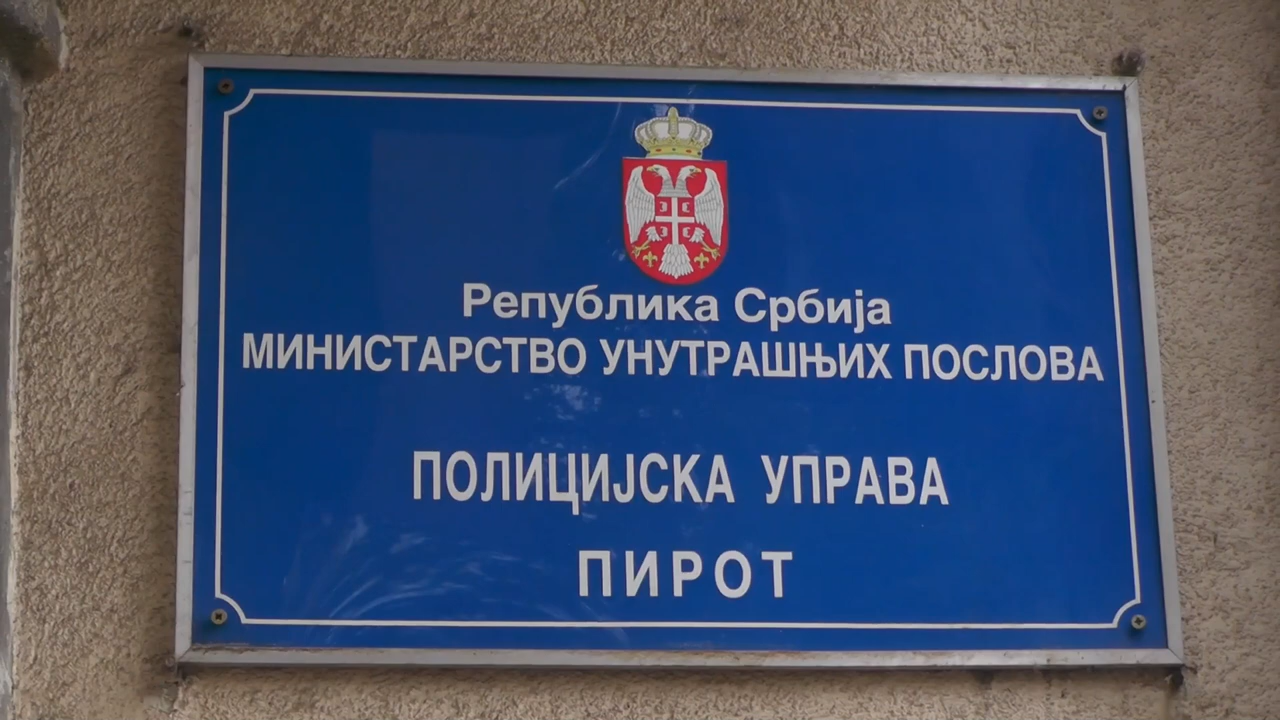 Република Србија
МИНИСТАРСТВО УНУТРАШЊИХ ПОСЛОВА
ПОЛИЦИЈСКА УПРАВА
ПИРОТ